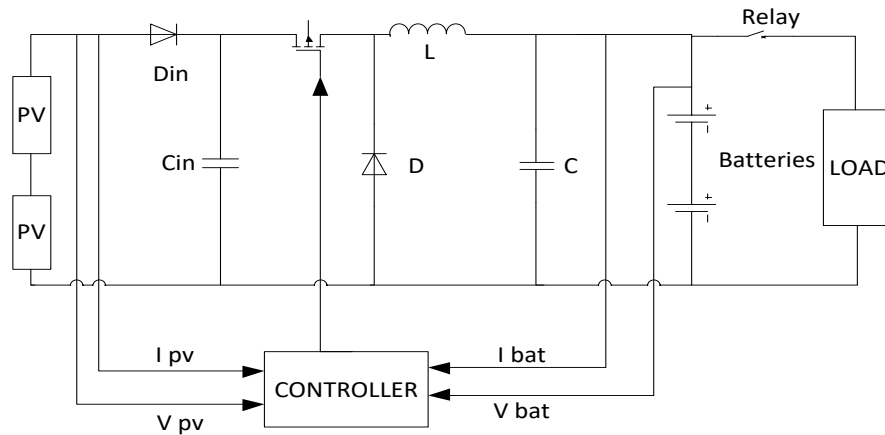 Relay
Din
L
PV
Cin
D
C
Batteries
LOAD
PV
I pv
I bat
CONTROLLER
V pv
V bat